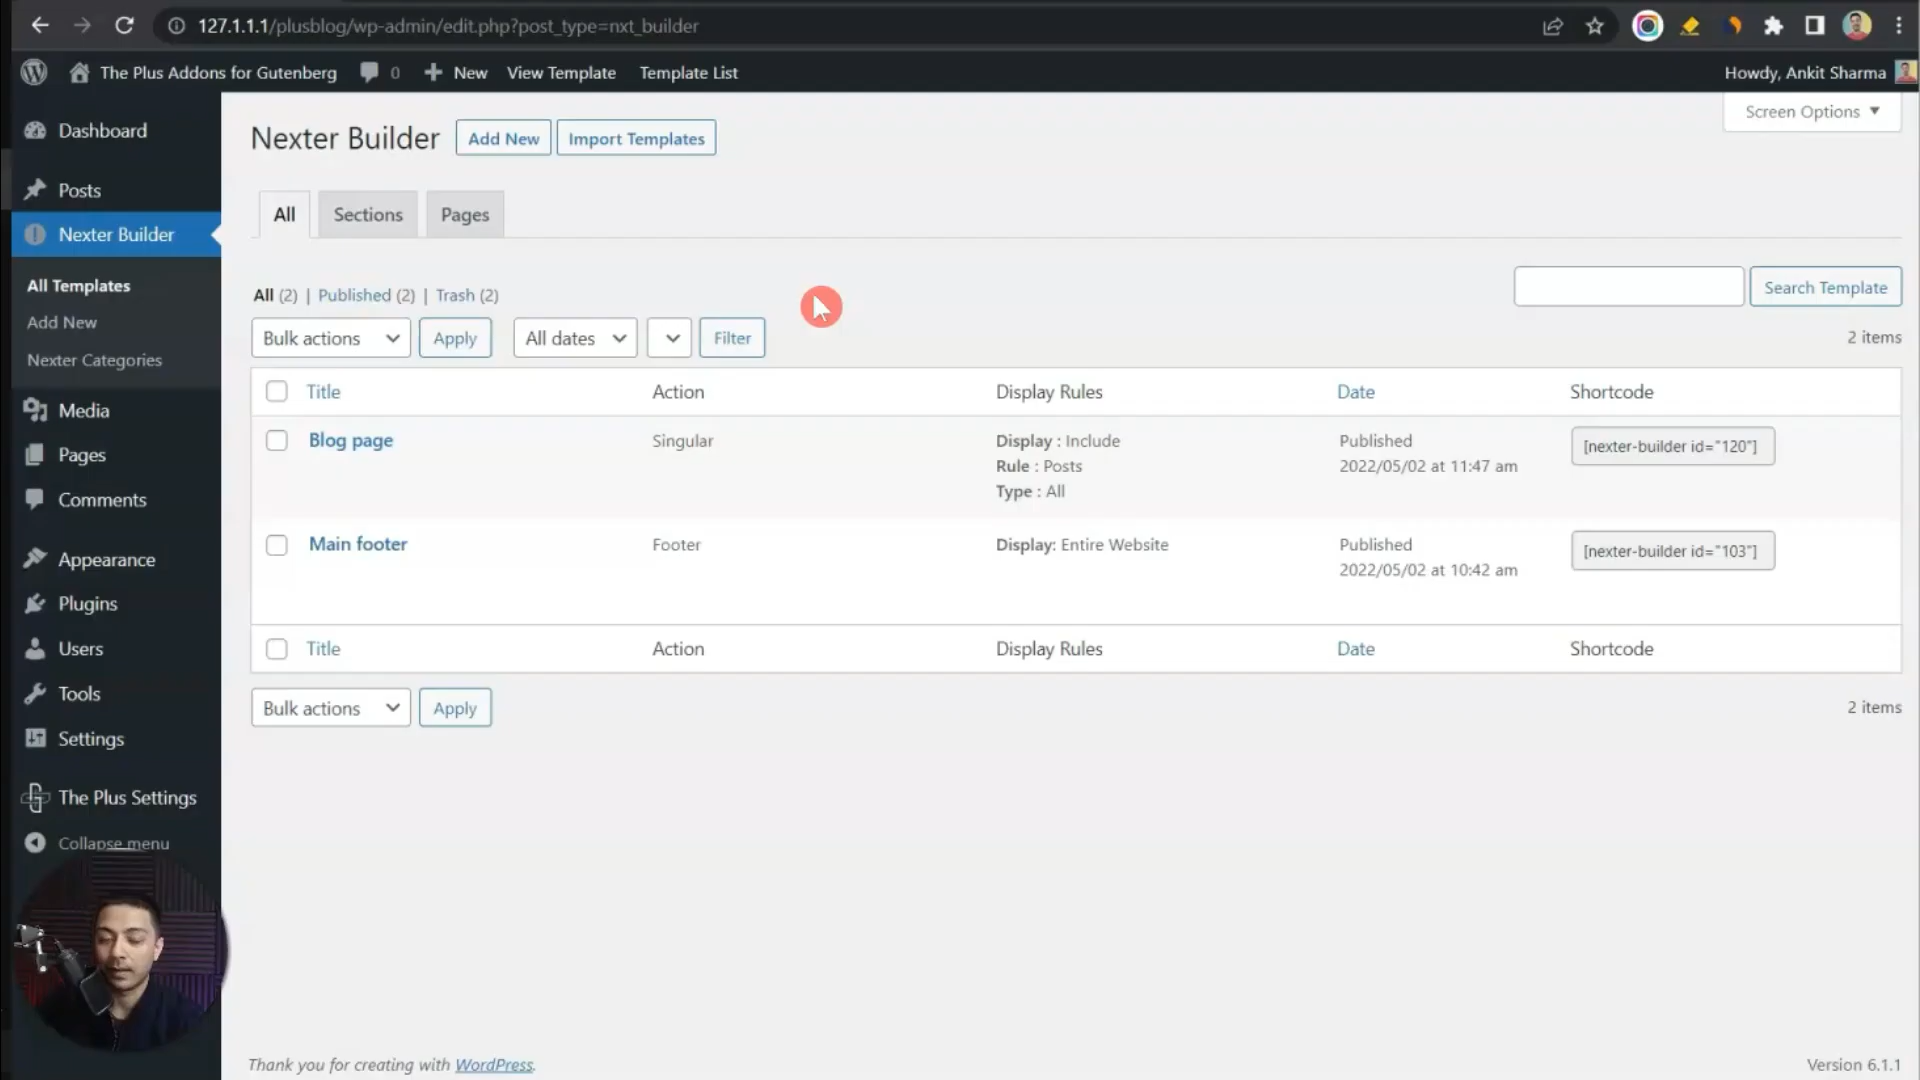 127.1.1.1/plusblog/wp-admin/edit.php?post_type=nxt_builder
The Plus Addons for Gutenberg 0 New View Template Template List Howdy, Ankit Sharma
Screen Options
Dashboard
Posts
Nexter Builder
All Templates
Add New
Nexter Categories
Media
Pages
Comments
Appearance
Plugins
Users
Tools
Settings
The Plus Settings
Collapse menu
Nexter Builder Add New Import Templates
All Sections Pages
All (2) | Published (2) | Trash (2)
Search Template
Bulk actions Apply All dates Filter 2 items
Title Action Display Rules Date Shortcode
Blog page Singular Display : Include Published [nexter-builder id="120"]
Rule : Posts 2022/05/02 at 11:47 am
Type : All
Main footer Footer Display: Entire Website Published [nexter-builder id="103"]
2022/05/02 at 10:42 am
Title Action Display Rules Date Shortcode
Bulk actions Apply 2 items
Thank you for creating with WordPress. Version 6.1.1